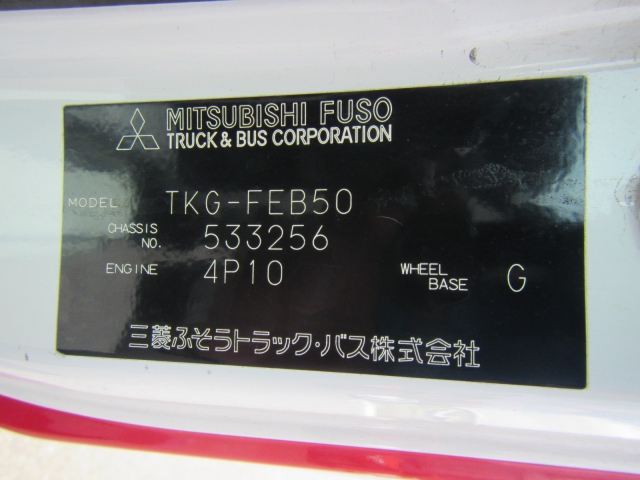 MITSUBISHI FUSO
TRUCK & BUS CORPORATION
MODEL TKG-FEB50
CHASSIS NO. 533256
ENGINE 4P10 WHEEL BASE G
三菱ふそうトラック・バス株式会社